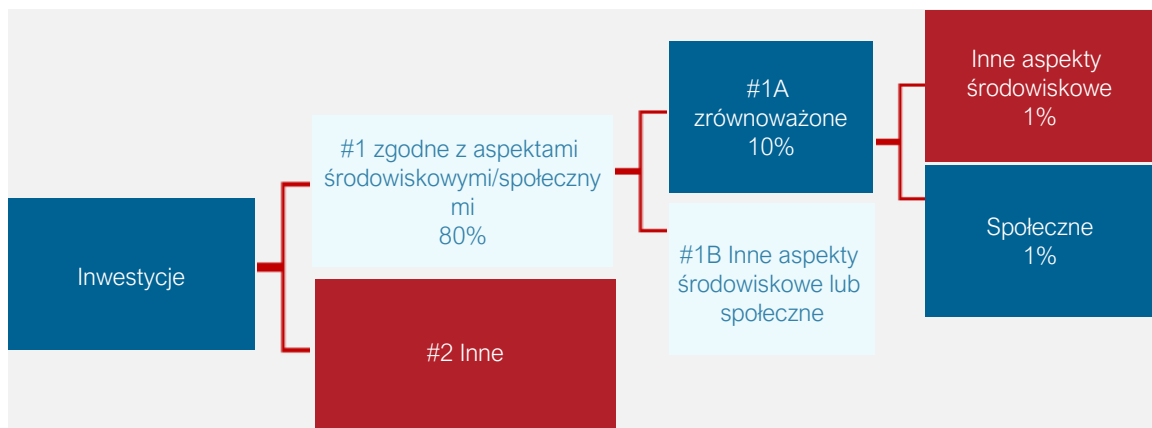 Inwestycje
#1 zgodne z aspektami
środowiskowymi/społeczny
mi
80%
#2 Inne
#1A
zrównoważone
10%
#1B Inne aspekty
środowiskowe lub
społeczne
Inne aspekty
środowiskowe
1%
Społeczne
1%